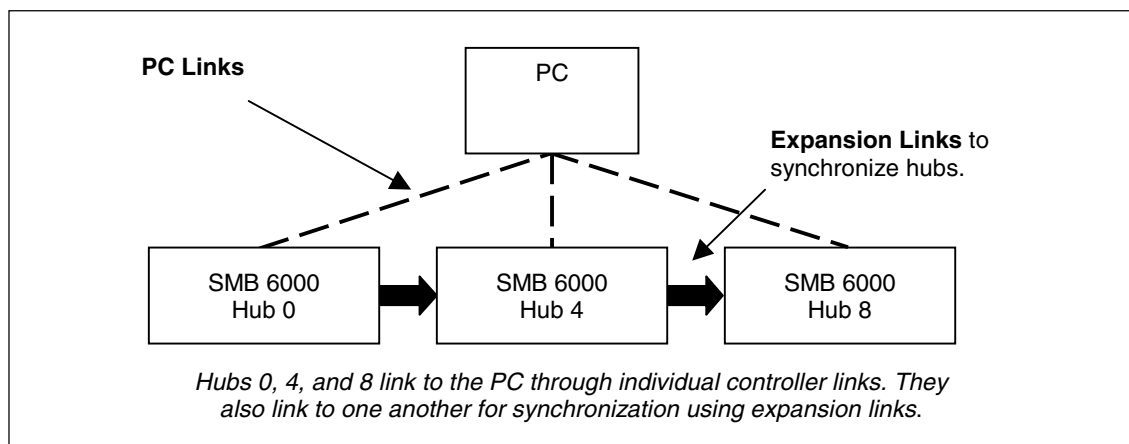 PC Links
PC
Expansion Links to
synchronize hubs.
SMB 6000
Hub 0
SMB 6000
Hub 4
SMB 6000
Hub 8
Hubs 0, 4, and 8 link to the PC through individual controller links. They
also link to one another for synchronization using expansion links.